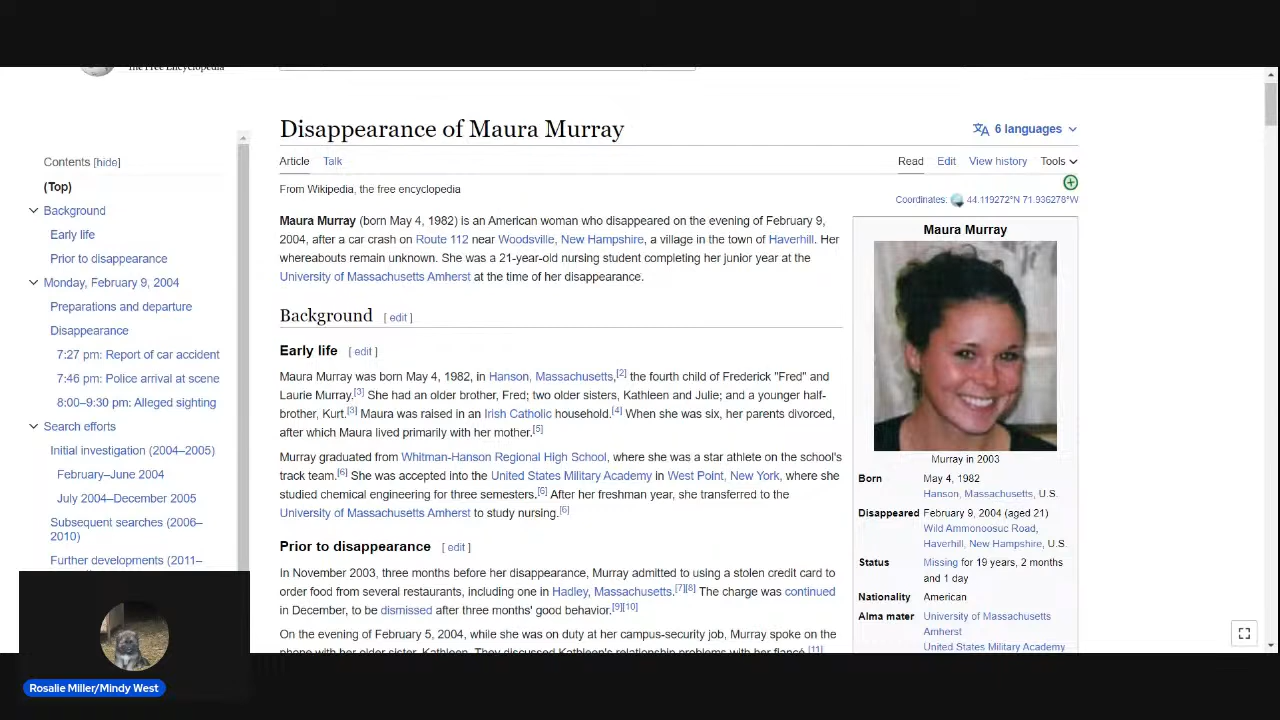 The Free Encyclopedia
Disappearance of Maura Murray
6 languages
Article Talk
Read Edit View history Tools
From Wikipedia, the free encyclopedia
Coordinates: 44.119272°N 71.936278°W
Contents [hide]
(Top)
Background
Early life
Prior to disappearance
Monday, February 9, 2004
Preparations and departure
Disappearance
7:27 pm: Report of car accident
7:46 pm: Police arrival at scene
8:00–9:30 pm: Alleged sighting
Search efforts
Initial investigation (2004–2005)
February–June 2004
July 2004–December 2005
Subsequent searches (2006–
2010)
Further developments (2011–
Maura Murray (born May 4, 1982) is an American woman who disappeared on the evening of February 9,
2004, after a car crash on Route 112 near Woodsville, New Hampshire, a village in the town of Haverhill. Her
whereabouts remain unknown. She was a 21-year-old nursing student completing her junior year at the
University of Massachusetts Amherst at the time of her disappearance.
Background [ edit ]
Early life [ edit ]
Maura Murray was born May 4, 1982, in Hanson, Massachusetts,[2] the fourth child of Frederick "Fred" and
Laurie Murray.[3] She had an older brother, Fred; two older sisters, Kathleen and Julie; and a younger half-
brother, Kurt.[3] Maura was raised in an Irish Catholic household.[4] When she was six, her parents divorced,
after which Maura lived primarily with her mother.[5]
Murray graduated from Whitman-Hanson Regional High School, where she was a star athlete on the school's
track team.[6] She was accepted into the United States Military Academy in West Point, New York, where she
studied chemical engineering for three semesters.[6] After her freshman year, she transferred to the
University of Massachusetts Amherst to study nursing.[6]
Prior to disappearance [ edit ]
In November 2003, three months before her disappearance, Murray admitted to using a stolen credit card to
order food from several restaurants, including one in Hadley, Massachusetts.[7][8] The charge was continued
in December, to be dismissed after three months' good behavior.[9][10]
On the evening of February 5, 2004, while she was on duty at her campus-security job, Murray spoke on the
phone with her older sister, Kathleen. They discussed Kathleen's relationship problems with her fiancé.[11]
Maura Murray
Murray in 2003
Born May 4, 1982
Hanson, Massachusetts, U.S.
Disappeared February 9, 2004 (aged 21)
Wild Ammonoosuc Road,
Haverhill, New Hampshire, U.S.
Status Missing for 19 years, 2 months
and 1 day
Nationality American
Alma mater University of Massachusetts
Amherst
United States Military Academy
Rosalie Miller/Mindy West